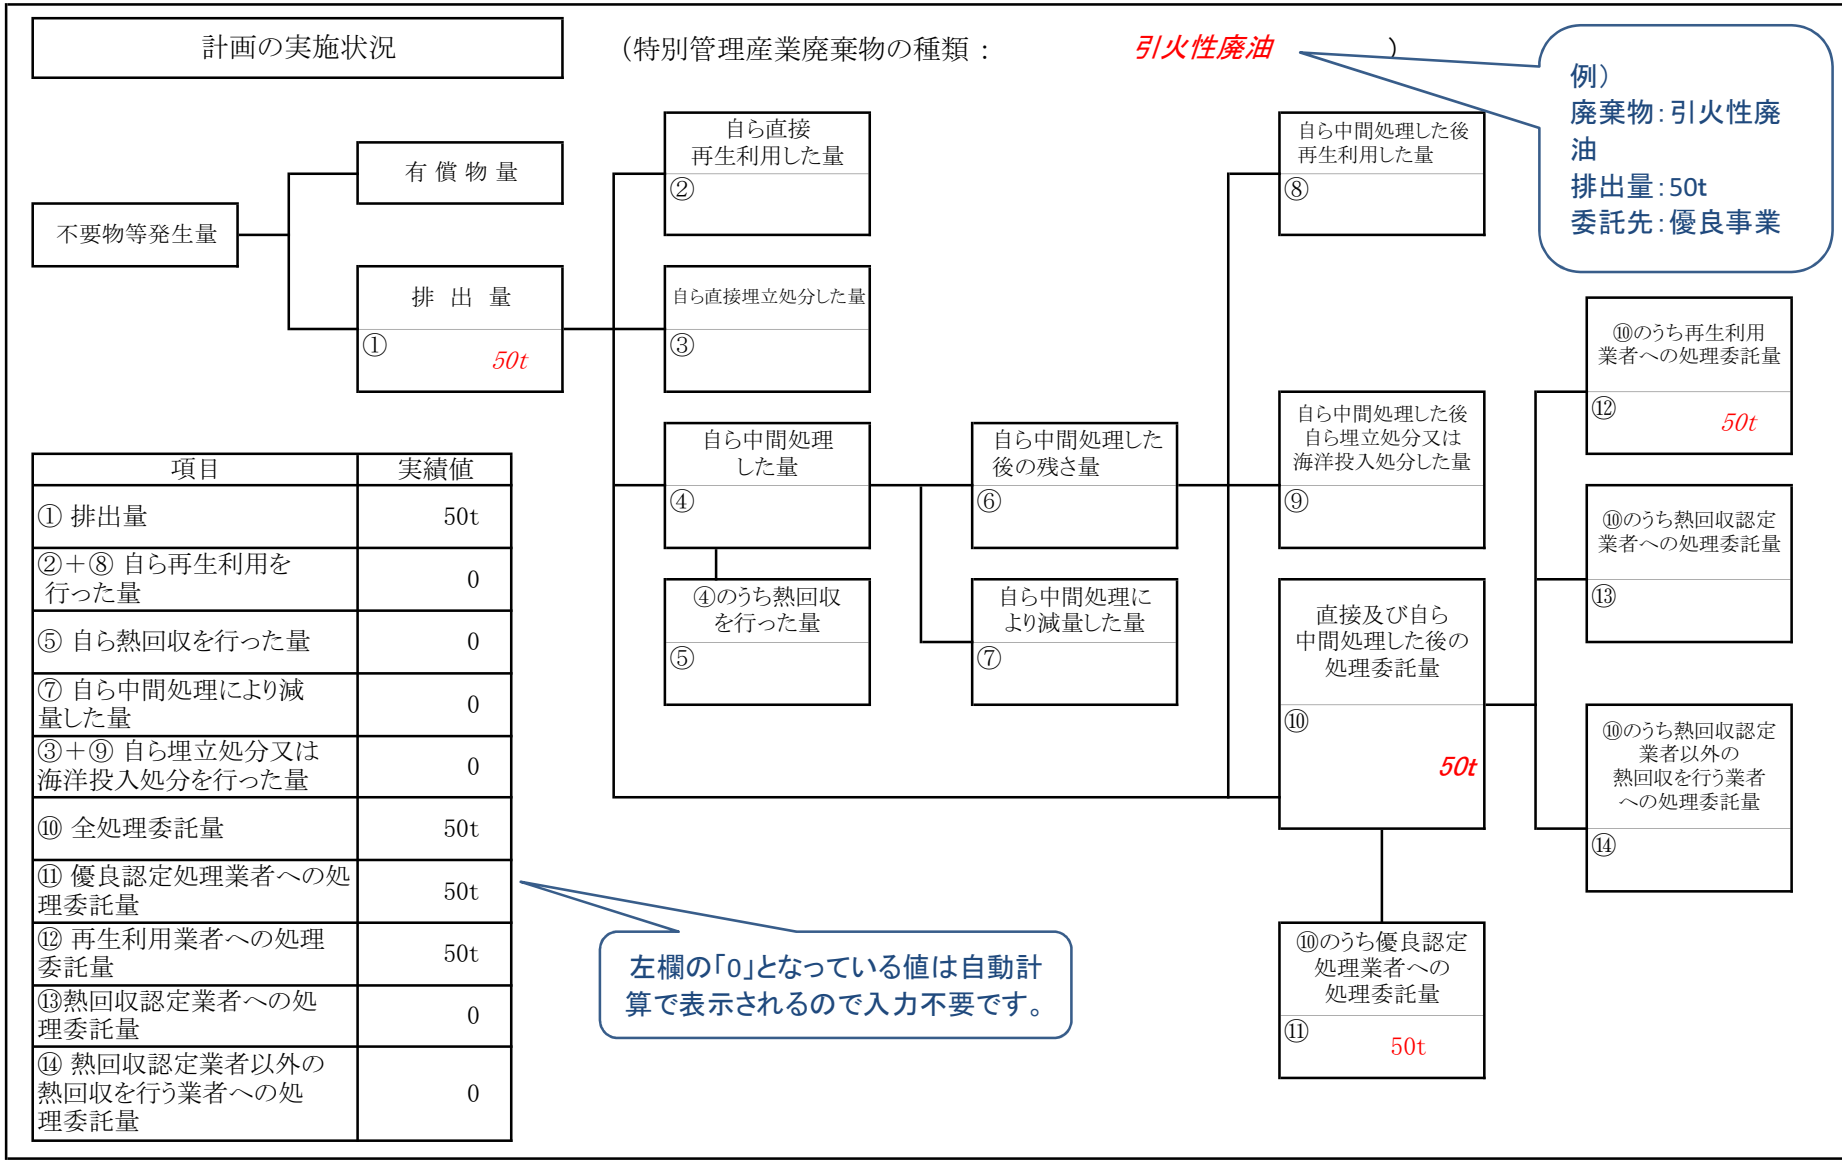 計画の実施状況
(特別管理産業廃棄物の種類： 引火性廃油 )
例）
廃棄物：引火性廃
油
排出量：50t
委託先：優良事業
不要物等発生量
有 償 物 量
排 出 量
①
50t
自ら直接
再生利用した量
②
自ら直接埋立処分した量
③
自ら中間処理
した量
④
④のうち熱回収
を行った量
⑤
自ら中間処理した
後の残さ量
⑥
自ら中間処理に
より減量した量
⑦
自ら中間処理した後
再生利用した量
⑧
自ら中間処理した後
自ら埋立処分又は
海洋投入処分した量
⑨
直接及び自ら
中間処理した後の
処理委託量
⑩
50t
⑩のうち優良認定
処理業者への
処理委託量
⑪
50t
⑩のうち再生利用
業者への処理委託量
⑫
50t
⑩のうち熱回収認定
業者への処理委託量
⑬
⑩のうち熱回収認定
業者以外の
熱回収を行う業者
への処理委託量
⑭
項目 実績値
① 排出量 50t
②＋⑧ 自ら再生利用を
行った量 0
⑤ 自ら熱回収を行った量 0
⑦ 自ら中間処理により減
量した量 0
③＋⑨ 自ら埋立処分又は
海洋投入処分を行った量 0
⑩ 全処理委託量 50t
⑪ 優良認定処理業者への処
理委託量 50t
⑫ 再生利用業者への処理
委託量 50t
⑬熱回収認定業者への処
理委託量 0
⑭ 熱回収認定業者以外の
熱回収を行う業者への処
理委託量 0
左欄の「0」となっている値は自動計
算で表示されるので入力不要です。